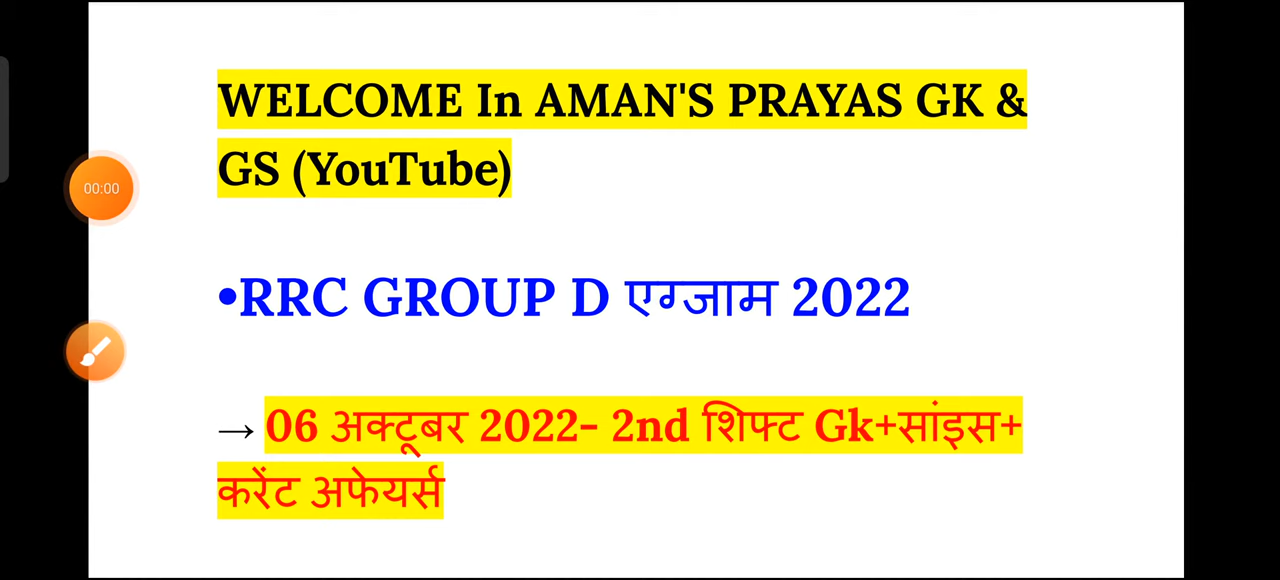 WELCOME In AMAN'S PRAYAS GK &
GS (YouTube)
00:00
•RRC GROUP D एग्जाम 2022
→ 06 अक्टूबर 2022- 2nd शिफ्ट Gk+सांइस+
करेंट अफेयर्स